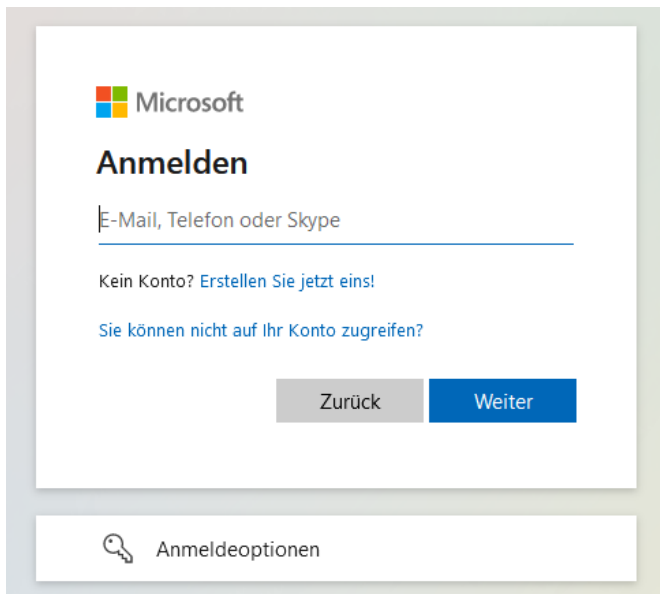 Microsoft
Anmelden
E-Mail, Telefon oder Skype
Kein Konto? Erstellen Sie jetzt eins!
Sie können nicht auf Ihr Konto zugreifen?
Zurück Weiter
Anmeldeoptionen